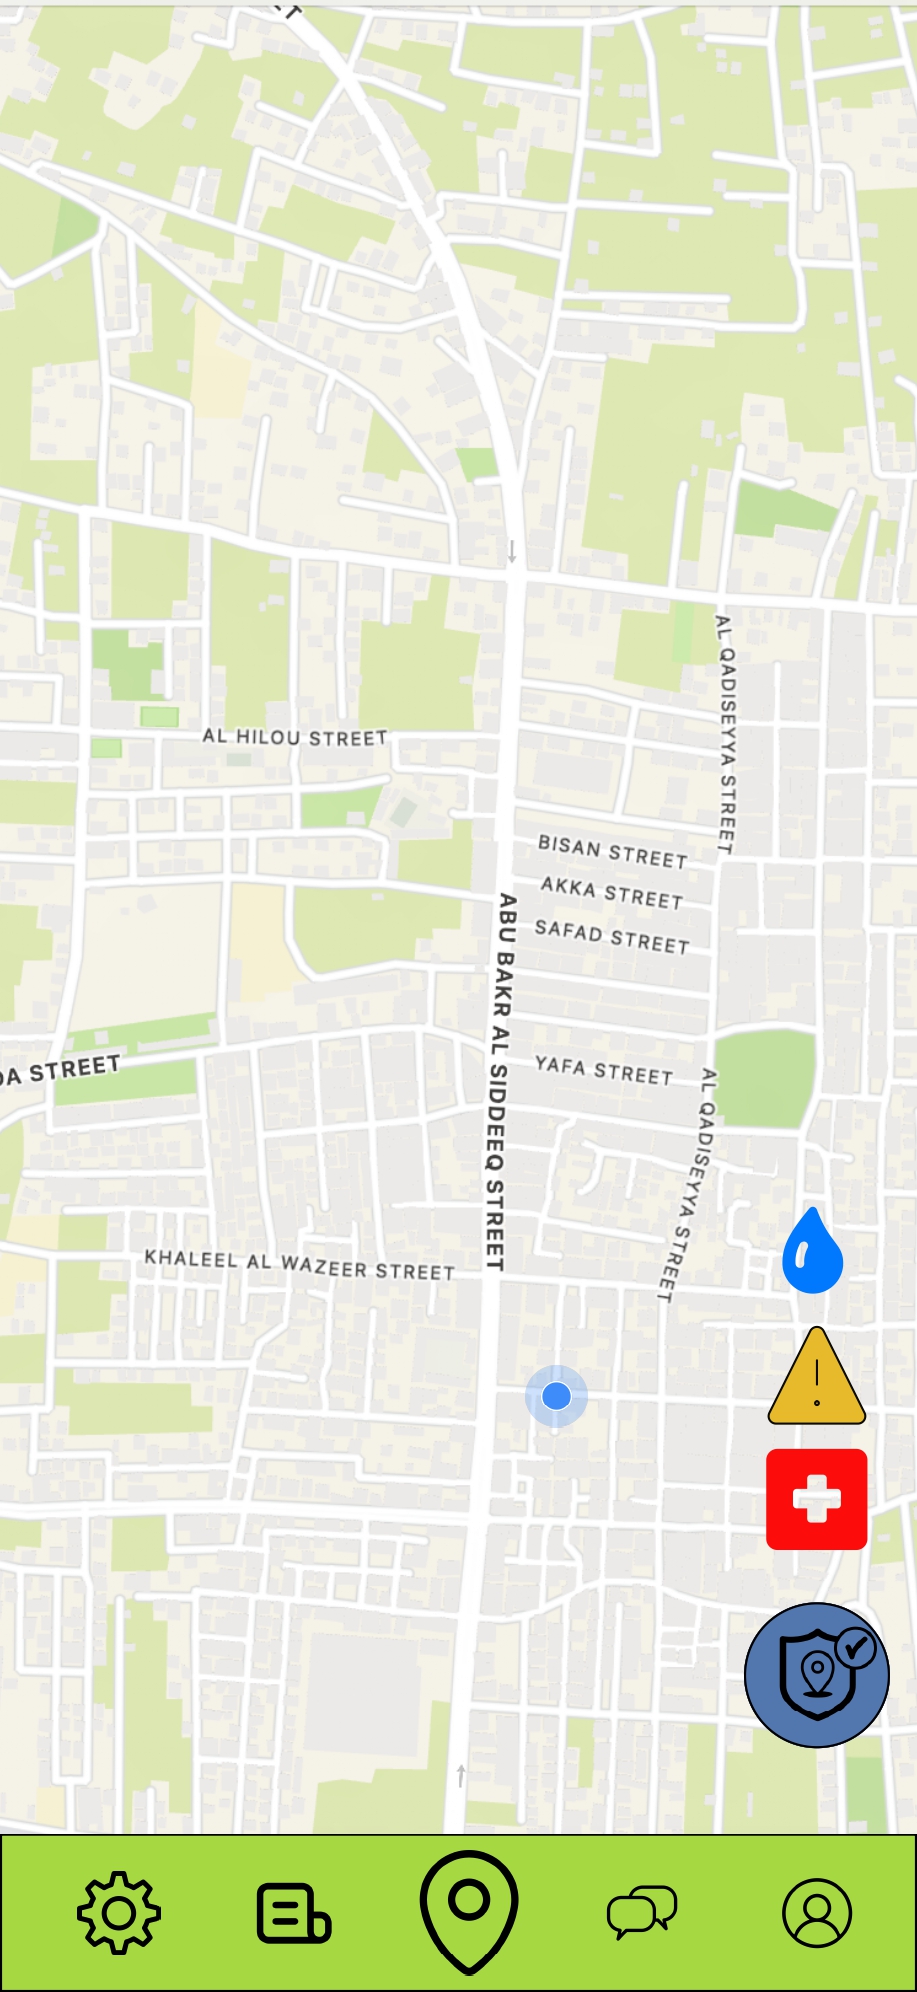 AL QADISEYYA STREET
AL HILOU STREET
BISAN STREET
AKKA STREET
SAFAD STREET
ABU BAKR AL SIDDEEQ STREET
DA STREET
YAFA STREET
AL QADISEYYA STREET
KHALEEL AL WAZEER STREET